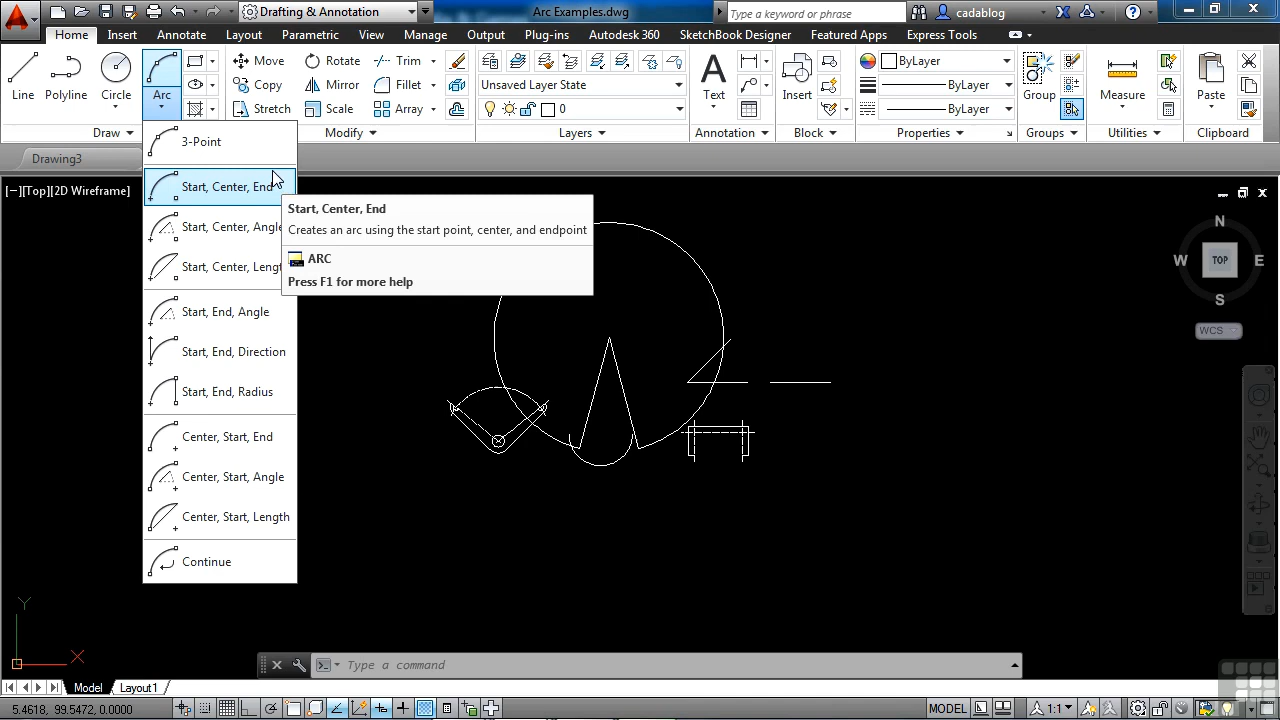 Drafting & Annotation
Arc Examples.dwg
Type a keyword or phrase
cadablog
Home Insert Annotate Layout Parametric View Manage Output Plug-ins Autodesk 360 SketchBook Designer Featured Apps Express Tools
Line
Polyline
Circle
Arc
Draw
Move
Rotate
Trim
Copy
Mirror
Fillet
Stretch
Scale
Array
Modify
Unsaved Layer State
0
Layers
Text
Annotation
Insert
Block
ByLayer
ByLayer
ByLayer
Properties
Group
Groups
Measure
Utilities
Paste
Clipboard
Drawing3
[−][Top][2D Wireframe]
3-Point
Start, Center, End
Start, Center, Angle
Start, Center, Lengt
Start, End, Angle
Start, End, Direction
Start, End, Radius
Center, Start, End
Center, Start, Angle
Center, Start, Length
Continue
Start, Center, End
Creates an arc using the start point, center, and endpoint
ARC
Press F1 for more help
N
W
TOP
E
S
WCS
Y
X
Type a command
Model
Layout1
5.4618, 99.5472, 0.0000
MODEL
1:1